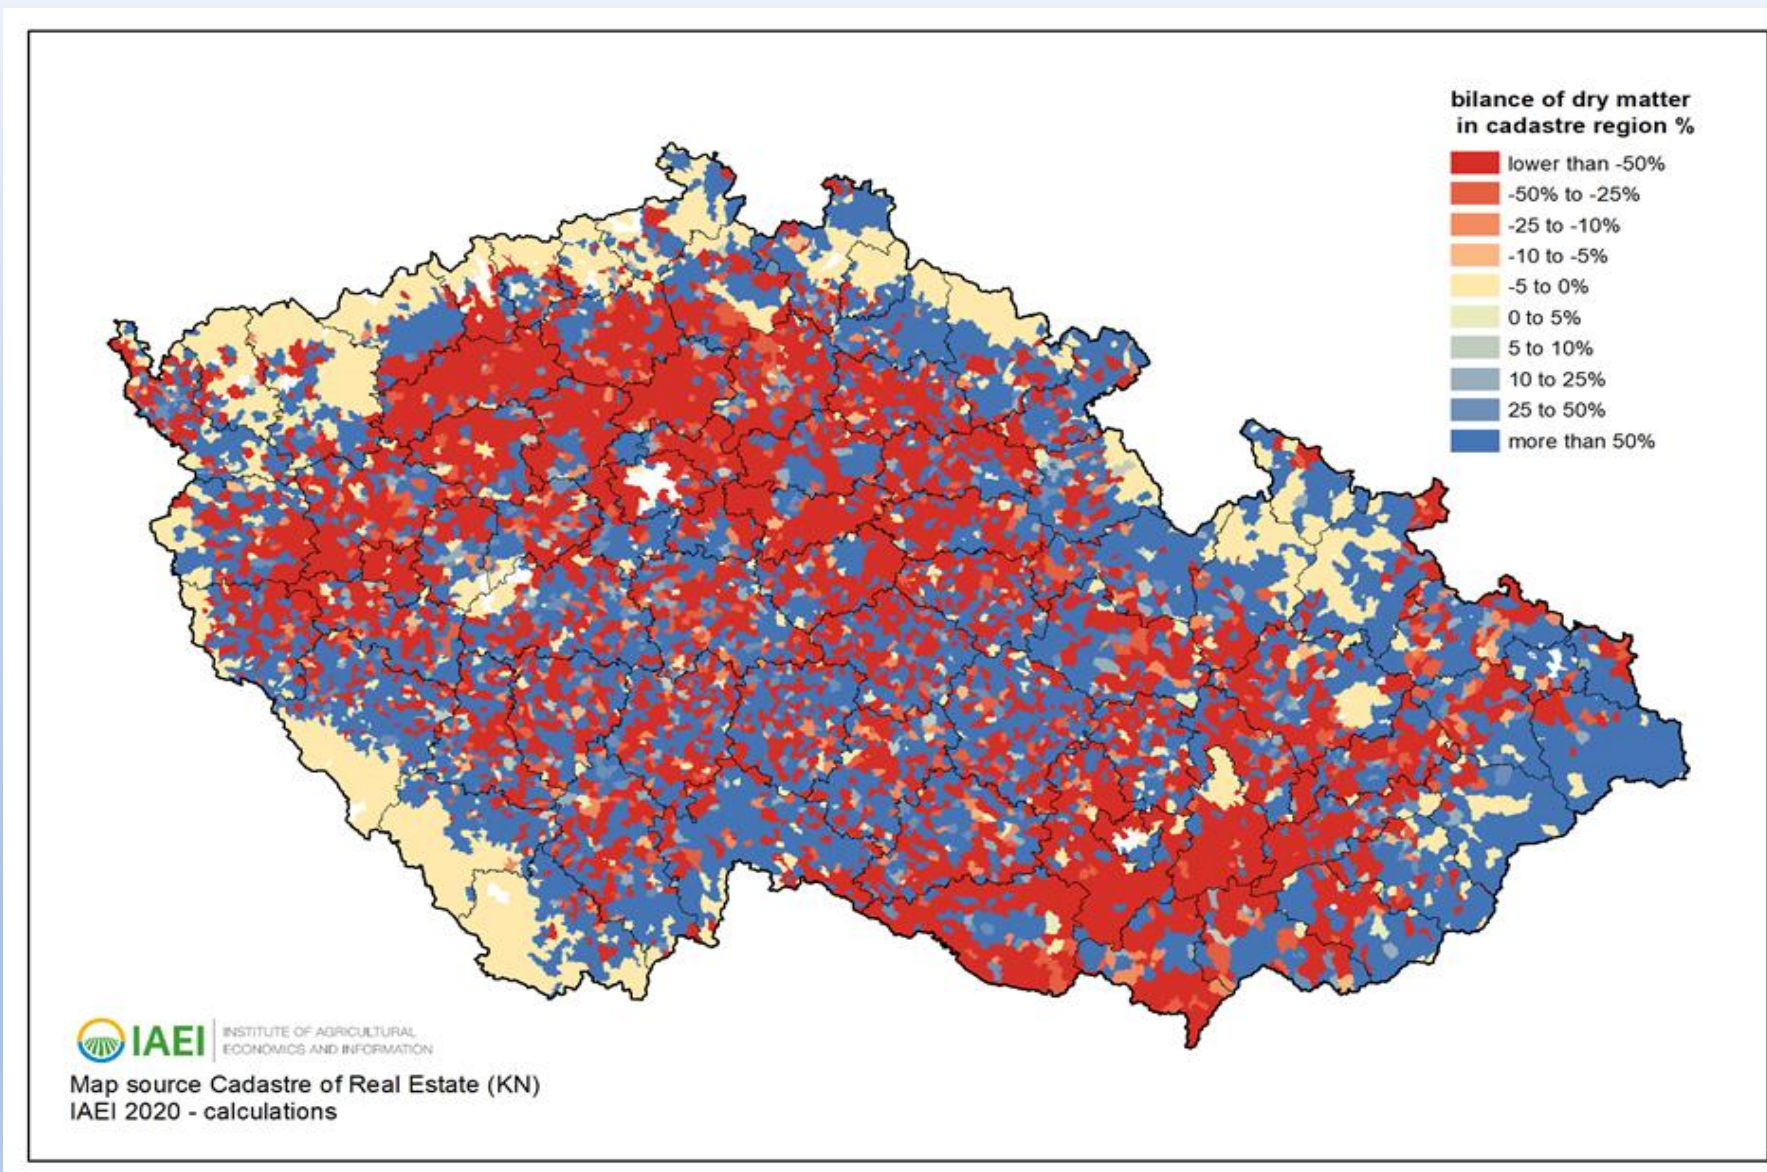 bilance of dry matter
in cadastre region %
lower than -50%
-50% to -25%
-25 to -10%
-10 to -5%
-5 to 0%
0 to 5%
5 to 10%
10 to 25%
25 to 50%
more than 50%
IAEI
INSTITUTE OF AGRICULTURAL
ECONOMICS AND INFORMATION
Map source Cadastre of Real Estate (KN)
IAEI 2020 - calculations